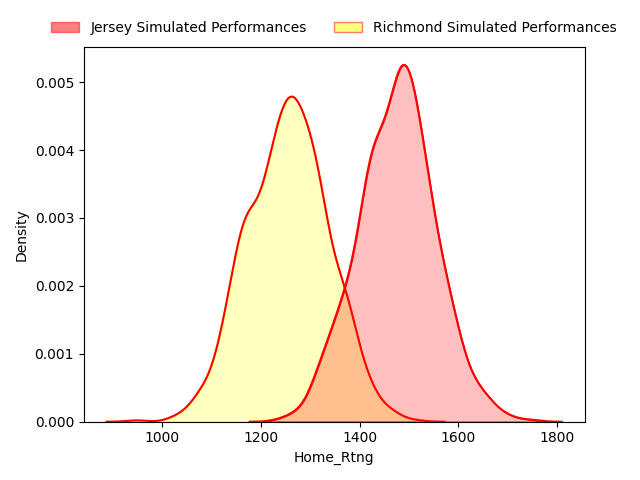 Jersey Simulated Performances
Richmond Simulated Performances
0.005
0.004
0.003
0.002
0.001
0.000
Density
1000
1200
1400
1600
1800
Home_Rtng